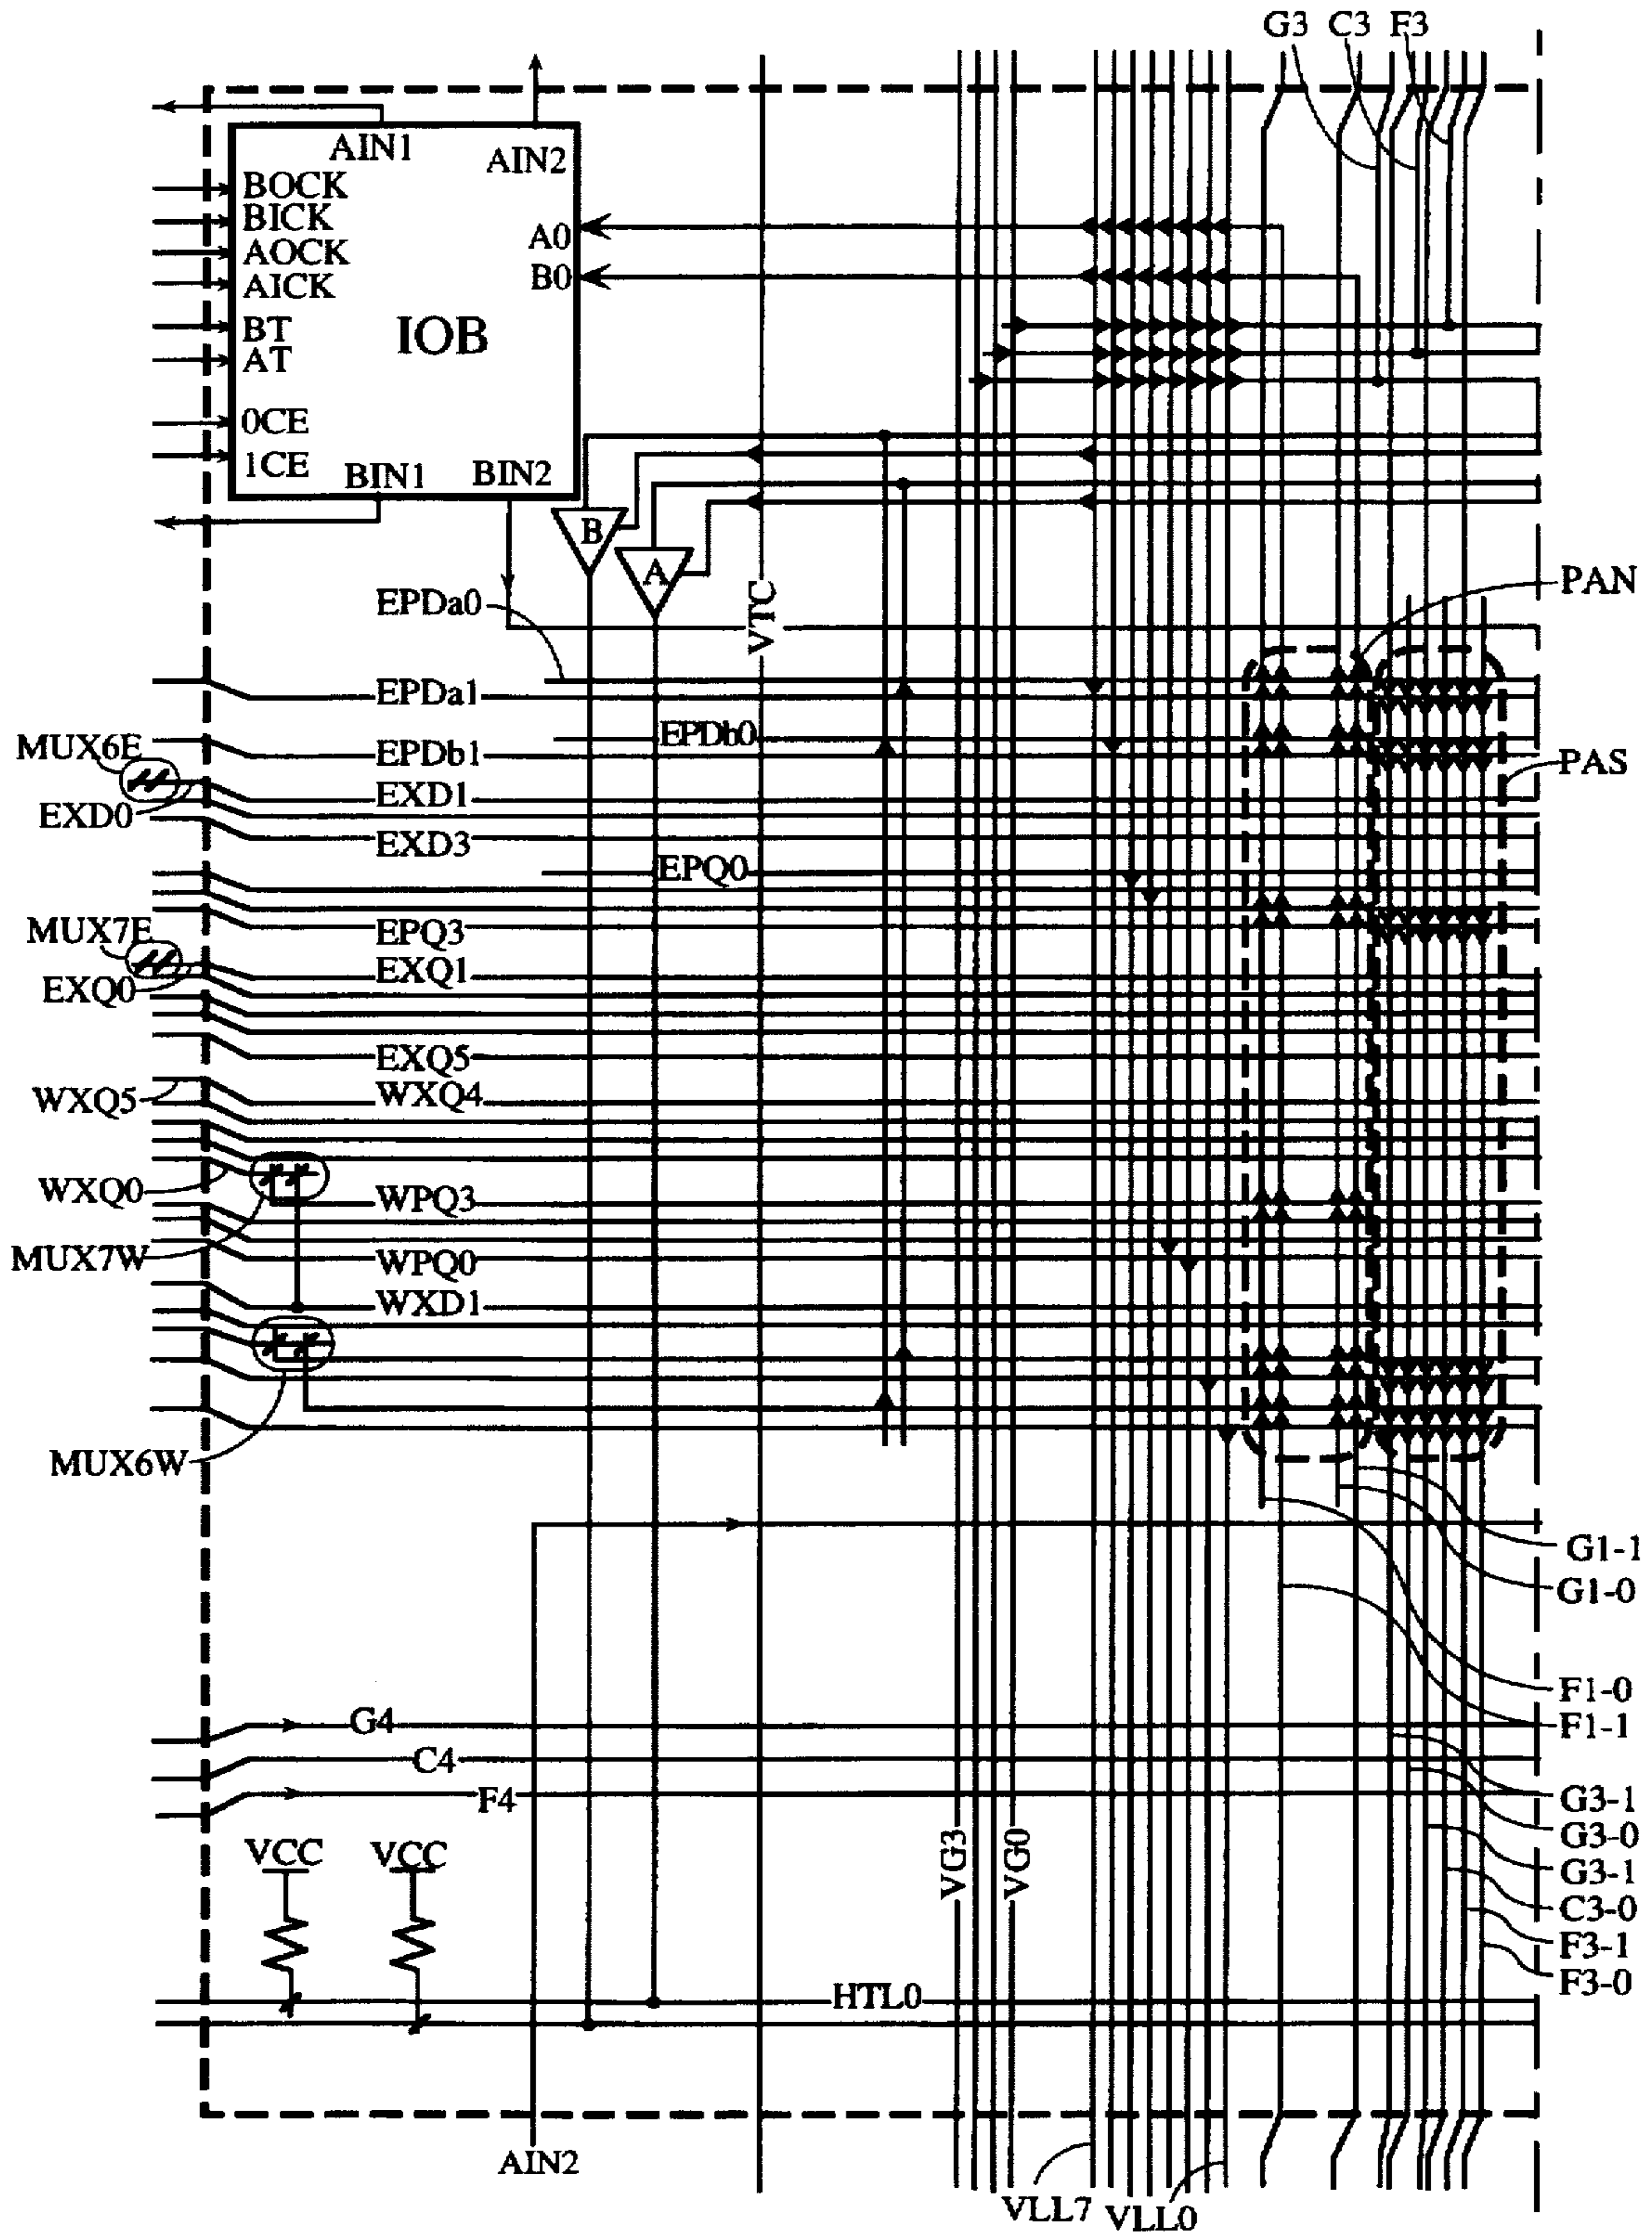 G3 C3 F3
AIN1
AIN2
BOCK
BICK
AOCK
AICK
BT
AT
0CE
1CE
IOB
A0
B0
BIN1
BIN2
B
A
VTC
EPDa0
PAN
EPDa1
EPDb0
MUX6E
EPDb1
PAS
EXD1
EXD0
EXD3
EPQ0
MUX7E
EPQ3
EXQ1
EXQ0
EXQ5
WXQ5
WXQ4
WXQ0
WPQ3
MUX7W
WPQ0
WXD1
MUX6W
G1-1
G1-0
F1-0
F1-1
G4
C4
F4
G3-1
G3-0
G3-1
C3-0
F3-1
F3-0
VCC
VCC
VG3
VG0
HTL0
AIN2
VLL7
VLL0